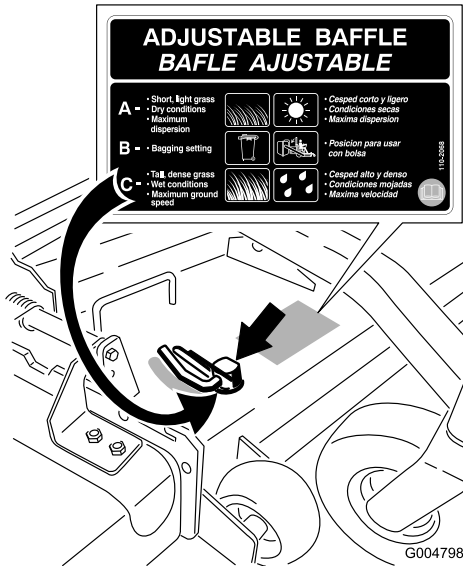 ADJUSTABLE BAFFLE
BAFLE AJUSTABLE
A - • Short, light grass
• Dry conditions
• Maximum
dispersion
• Cesped corto y ligero
• Condiciones secas
• Maxima dispersion
B - • Bagging setting
• Posicion para usar
con bolsa
C - • Tall, dense grass
• Wet conditions
• Maximum ground
speed
• Cesped alto y denso
• Condiciones mojadas
• Maxima velocidad
110-2068
G004798